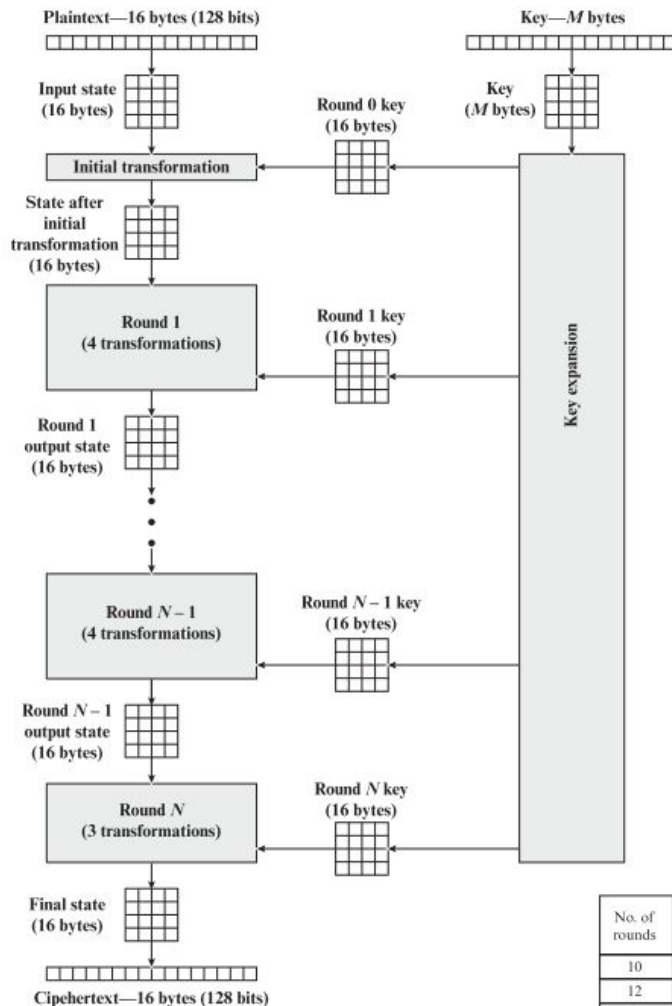 Plaintext—16 bytes (128 bits)
Key—M bytes
Input state
(16 bytes)
Key
(M bytes)
Round 0 key
(16 bytes)
Initial transformation
State after
initial
transformation
(16 bytes)
Round 1
(4 transformations)
Round 1 key
(16 bytes)
Key expansion
Round 1
output state
(16 bytes)
Round N – 1
(4 transformations)
Round N – 1 key
(16 bytes)
Round N – 1
output state
(16 bytes)
Round N
(3 transformations)
Round N key
(16 bytes)
Final state
(16 bytes)
No. of
rounds
10
12
Cipehertext—16 bytes (128 bits)